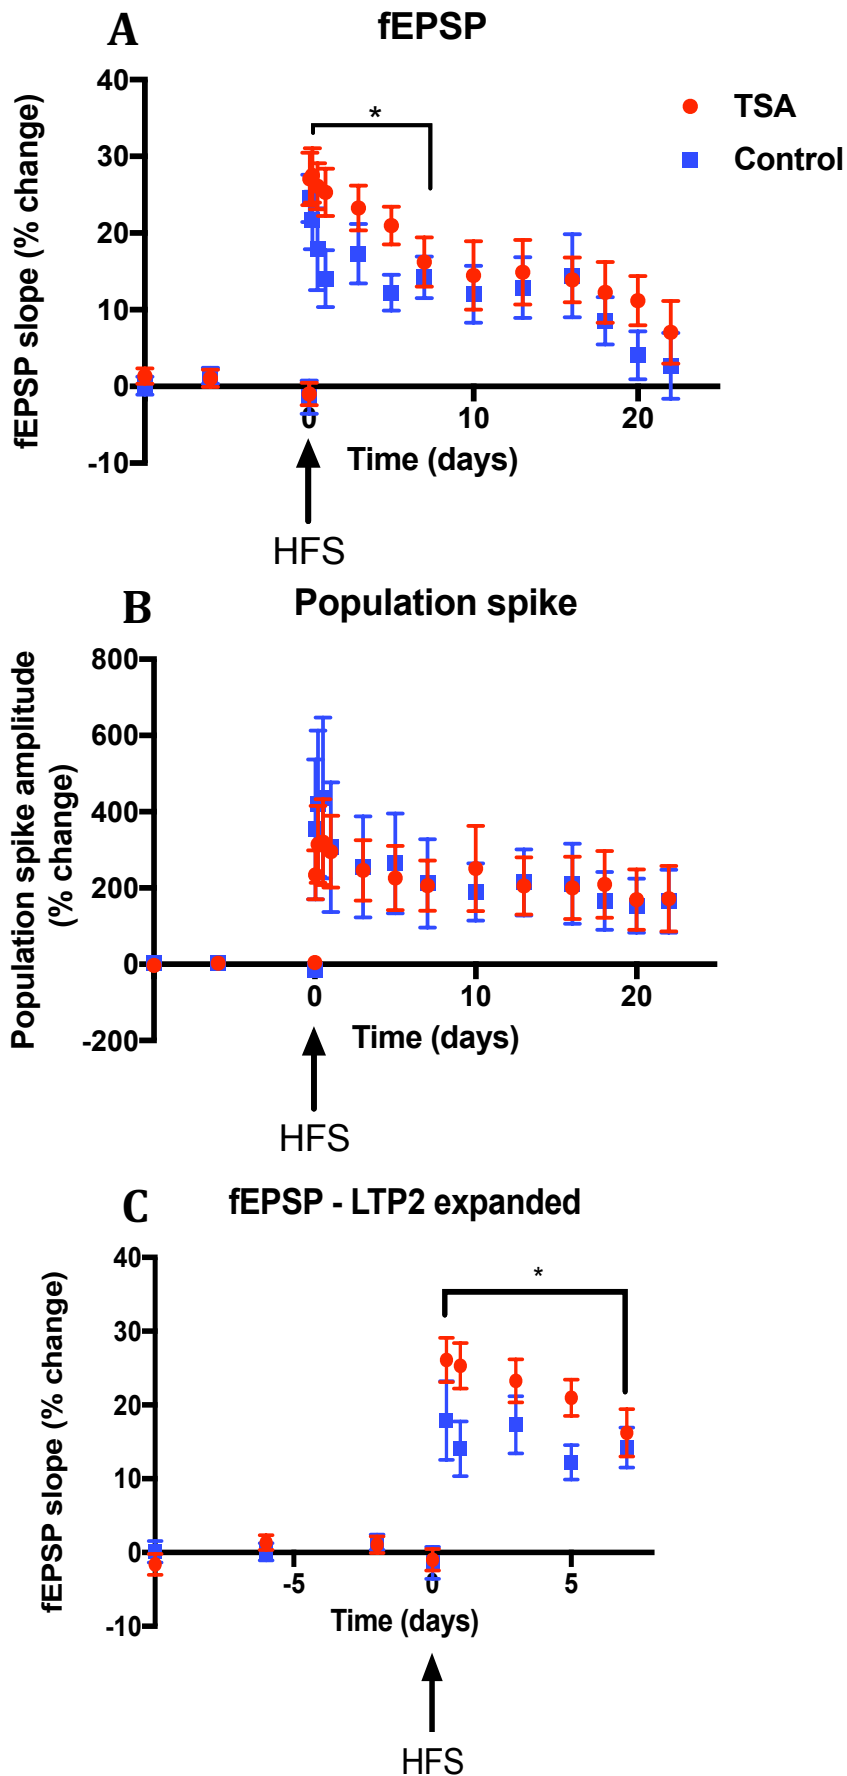 A
fEPSP
fEPSP slope (% change)
40
30
20
10
0
-10
*
TSA
Control
0
10
20
Time (days)
HFS
B
Population spike
Population spike amplitude
(% change)
800
600
400
200
0
-200
0
10
20
Time (days)
HFS
C
fEPSP - LTP2 expanded
fEPSP slope (% change)
40
30
20
10
0
-10
*
-5
0
5
Time (days)
HFS